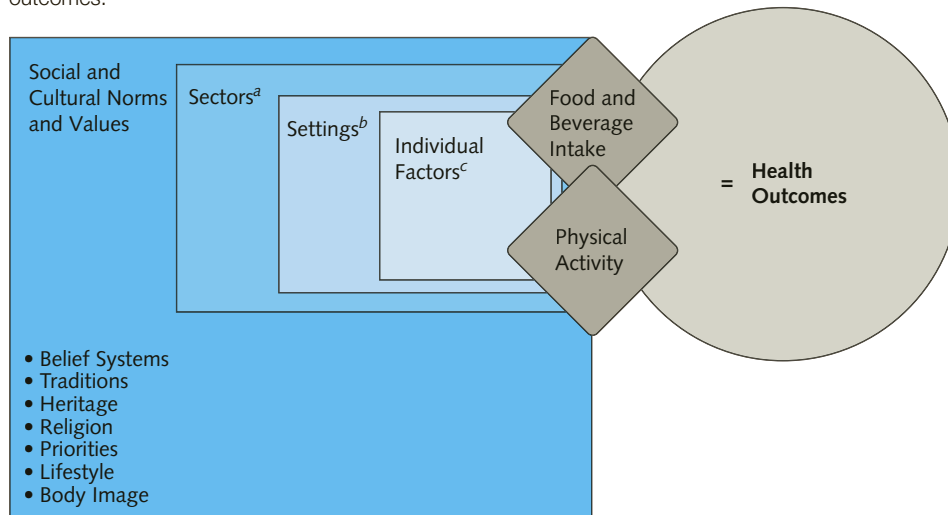 outcomes.
Social and
Cultural Norms
and Values
Sectorsᵃ
Settingsᵇ
Individual
Factorsᶜ
Food and
Beverage
Intake
Physical
Activity
= Health
Outcomes
• Belief Systems
• Traditions
• Heritage
• Religion
• Priorities
• Lifestyle
• Body Image